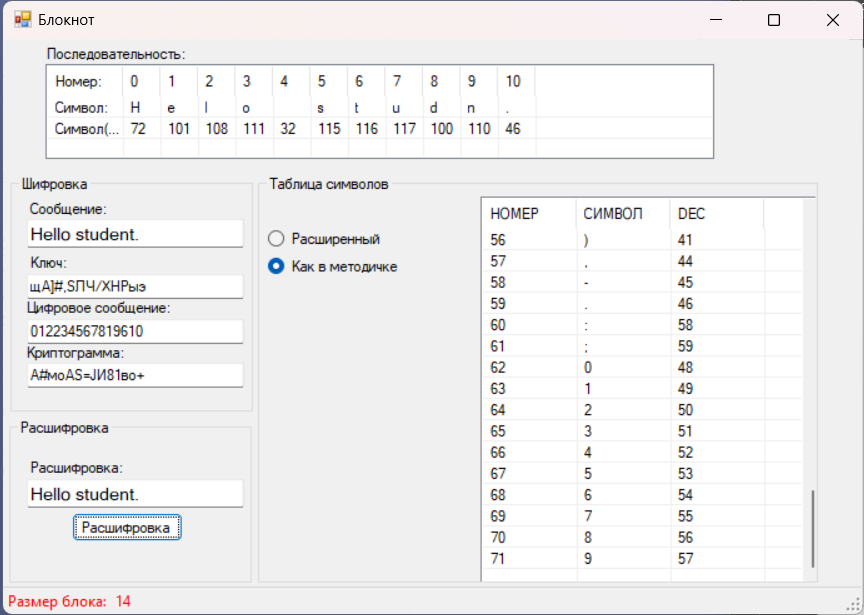 Блокнот
Последовательность:
Номер: 0 1 2 3 4 5 6 7 8 9 10
Символ: H e l o s t u d n .
Символ(... 72 101 108 111 32 115 116 117 100 110 46
Шифровка
Сообщение:
Hello student.
Ключ:
щА]#,SПЧ/ХНРыэ
Цифровое сообщение:
012234567819610
Криптограмма:
А#моАS=ЈИ81во+
Расшифровка
Расшифровка:
Hello student.
Расшифровка
Таблица символов
Расширенный
Как в методичке
НОМЕР СИМВОЛ DEC
56 ) 41
57 , 44
58 - 45
59 . 46
60 : 58
61 ; 59
62 0 48
63 1 49
64 2 50
65 3 51
66 4 52
67 5 53
68 6 54
69 7 55
70 8 56
71 9 57
Размер блока: 14